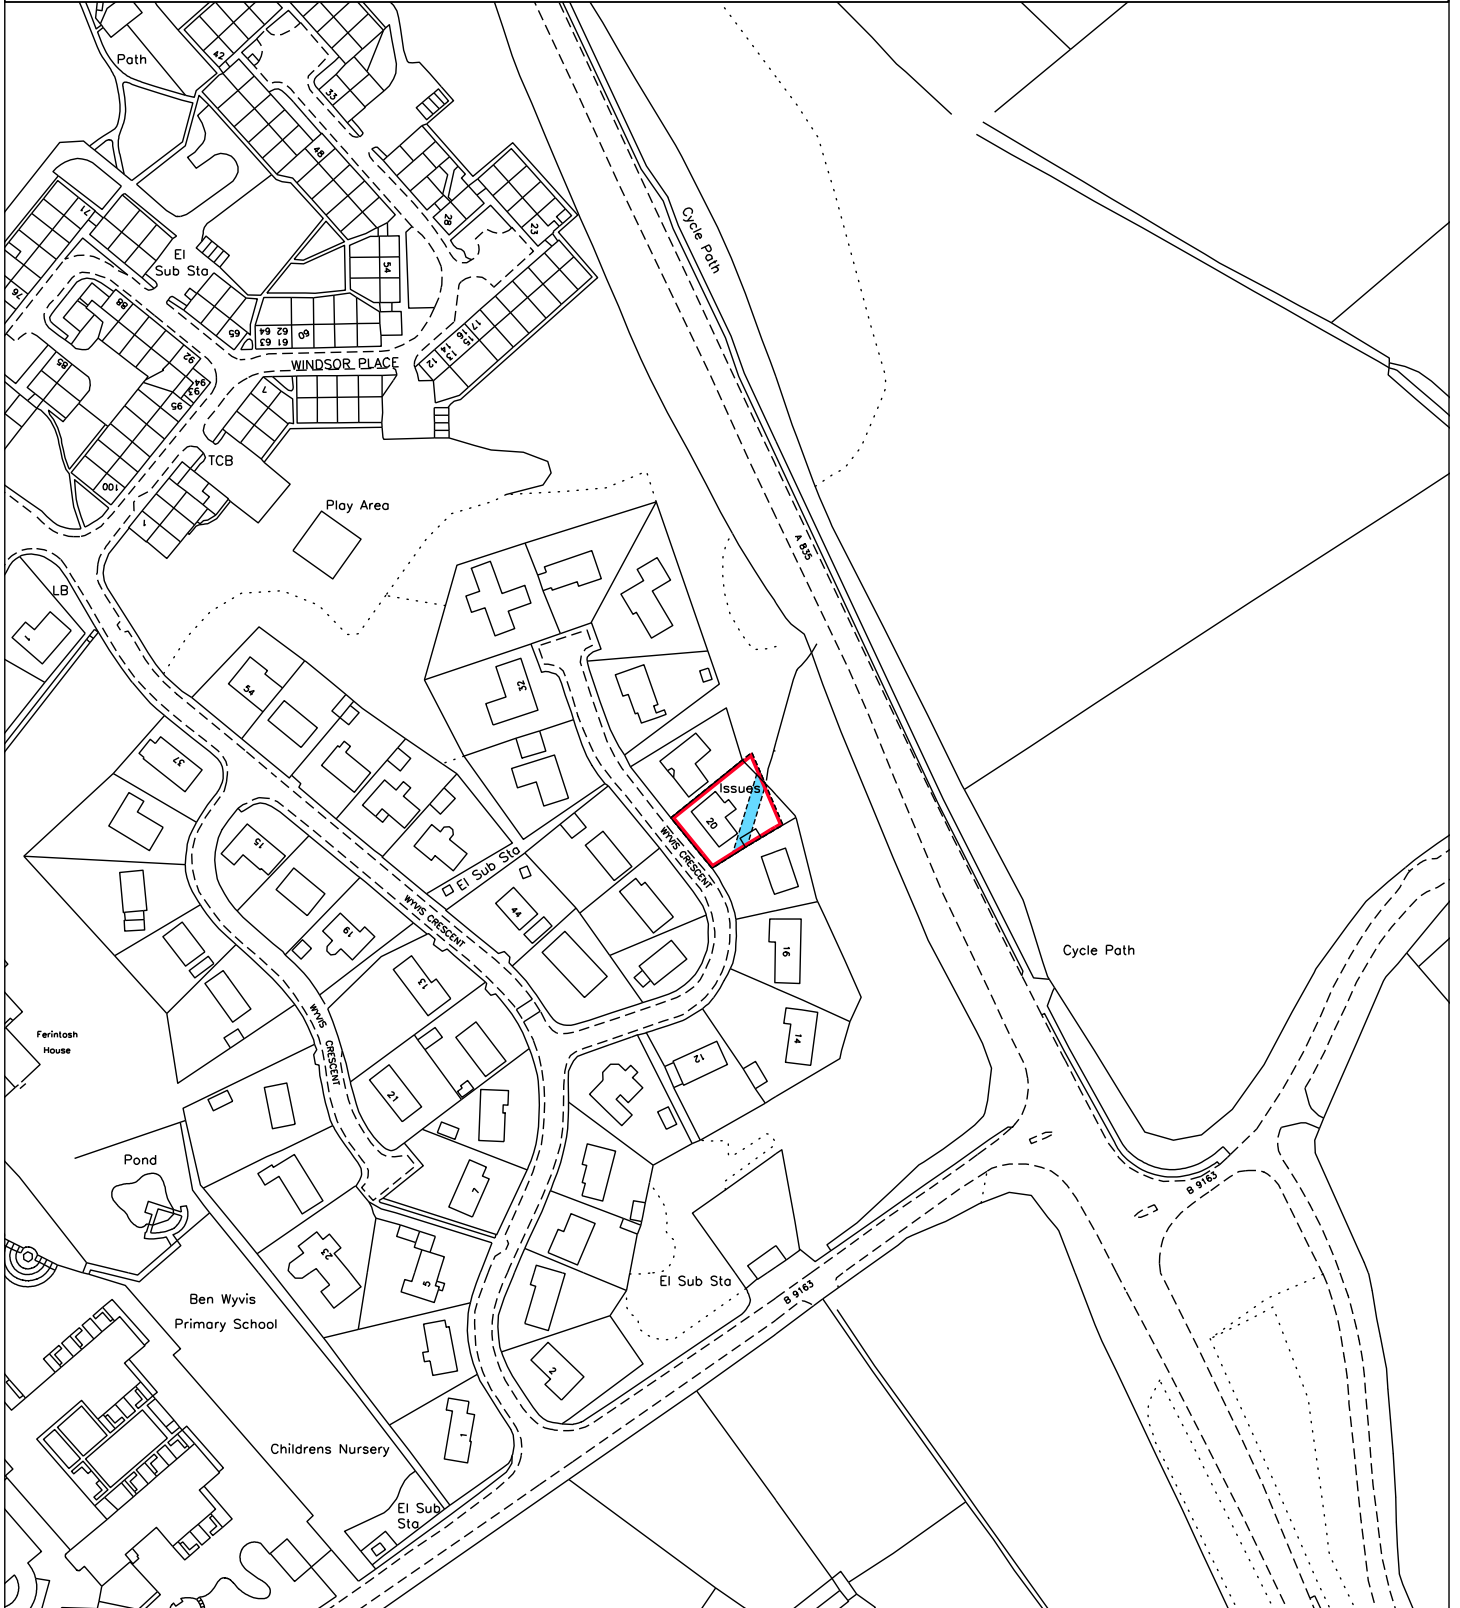 Path
42
33
48
28
23
71
El
Sub Sta
54
76
88
65
64 62 60
63 61
17
16
15
14
13
12
WINDSOR PLACE
85
92
94
93
95
7
TCB
100
1
Play Area
Cycle Path
A 835
LB
1
54
32
37
Issues
20
WYVIS CRESCENT
15
El Sub Sta
WYVIS CRESCENT
44
19
16
Cycle Path
13
WYVIS
CRESCENT
14
12
Ferintosh
House
21
Pond
7
B 9163
23
5
El Sub Sta
B 9163
Ben Wyvis
Primary School
2
1
Childrens Nursery
El Sub
Sta